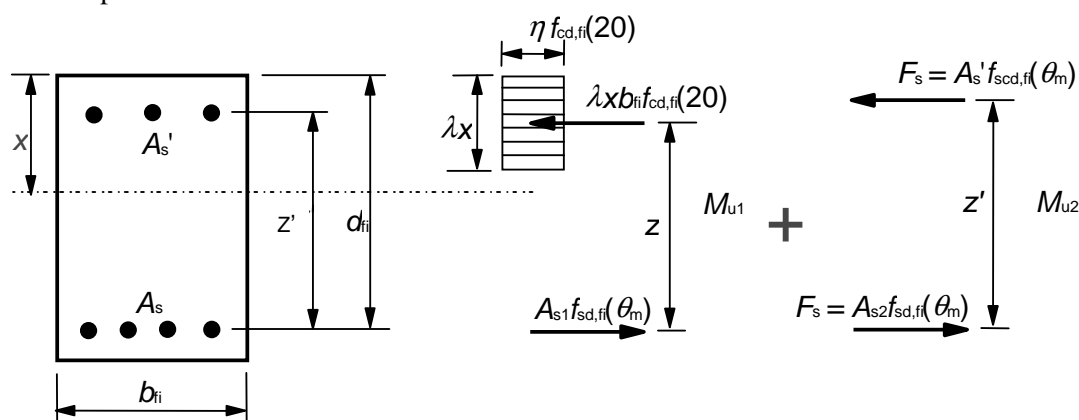 ηfcd,fi(20)
x
As'
Z'
dfi
As
bfi
λx
λxbfifcd,fi(20)
z
Mu1
As1fsd,fi(θm)
+
Fs = As'fscd,fi(θm)
z'
Mu2
Fs = As2fsd,fi(θm)